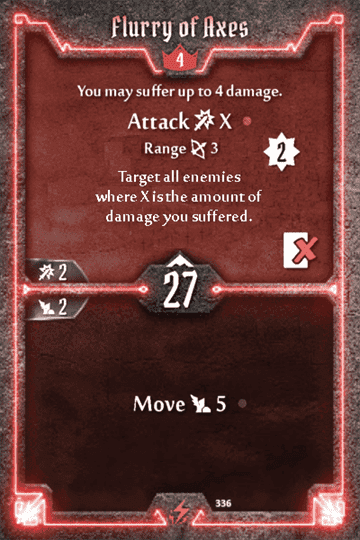 Flurry of Axes
4
You may suffer up to 4 damage.
Attack X
Range 3
2
Target all enemies
where X is the amount of
damage you suffered.
X
2
27
2
Move 5
336